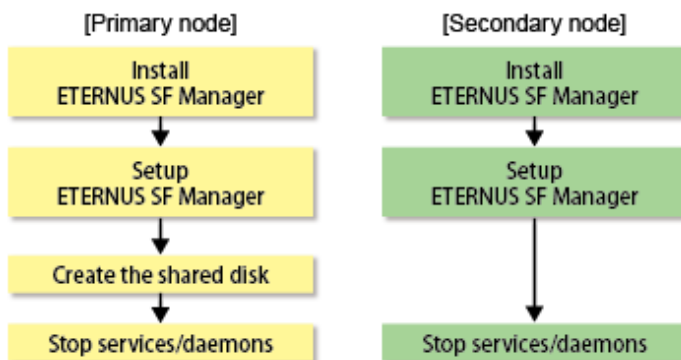 [Primary node]
Install
ETERNUS SF Manager
Setup
ETERNUS SF Manager
Create the shared disk
Stop services/daemons
[Secondary node]
Install
ETERNUS SF Manager
Setup
ETERNUS SF Manager
Stop services/daemons